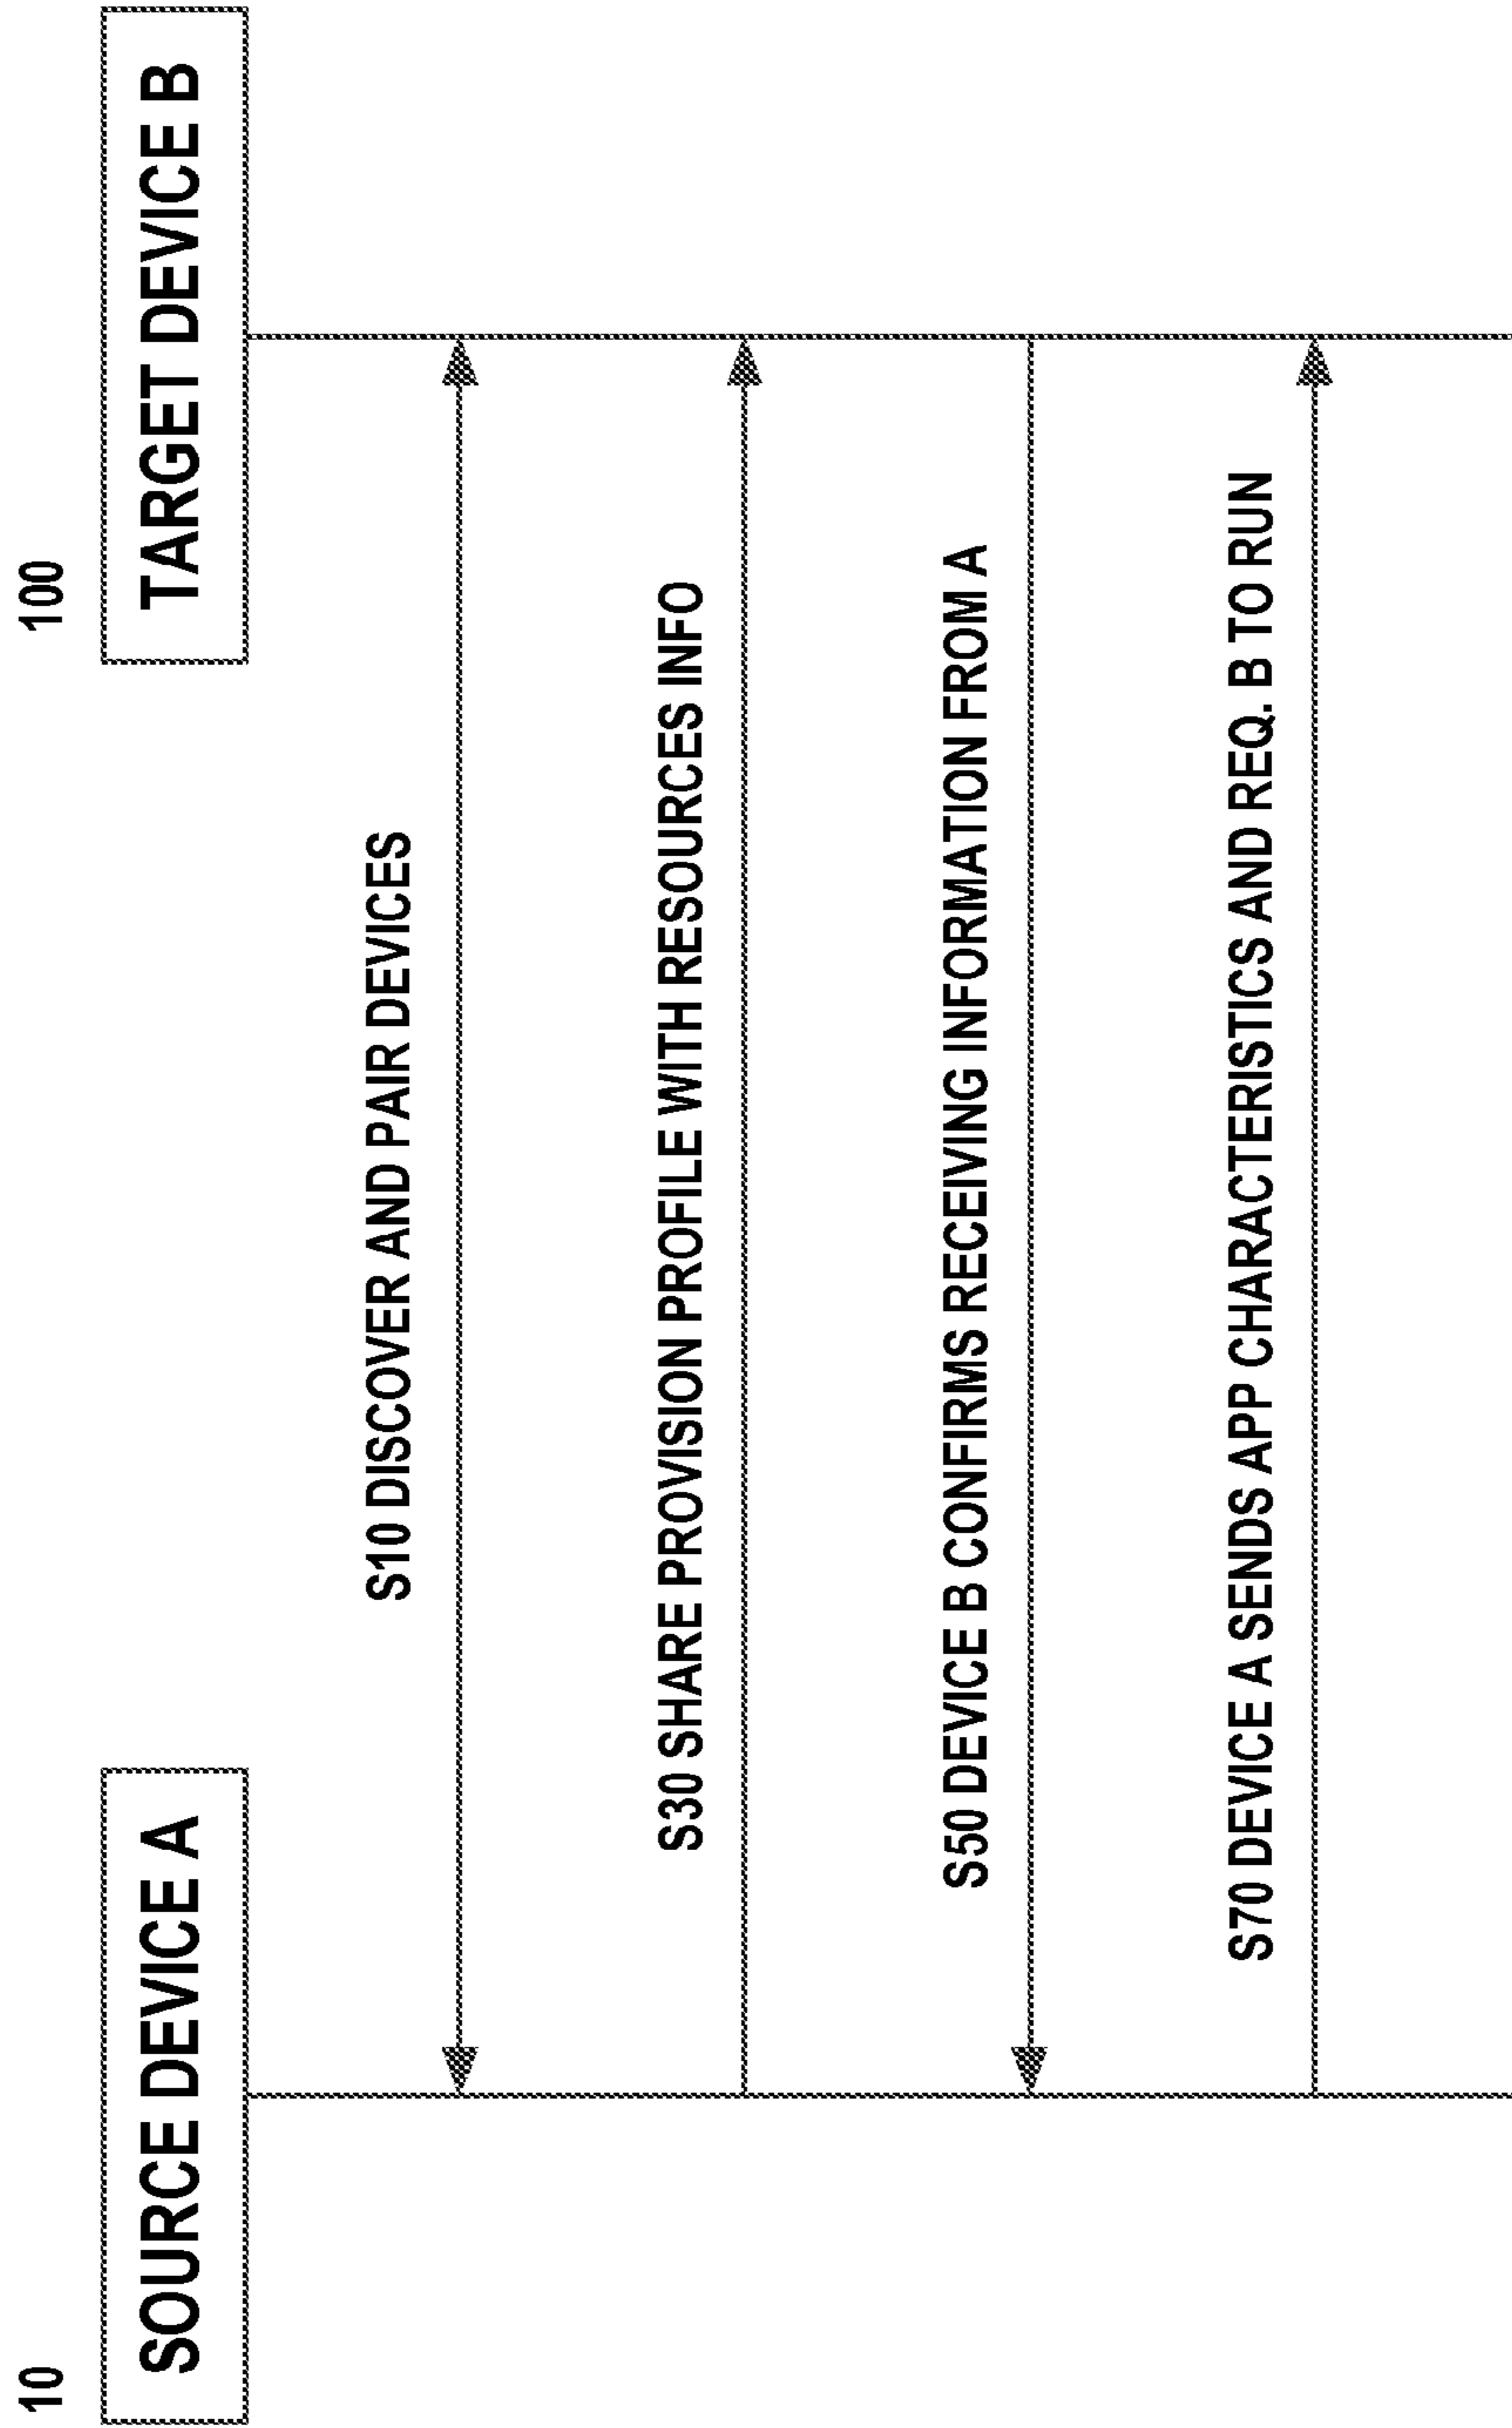 10
100
SOURCE DEVICE A
TARGET DEVICE B
S10 DISCOVER AND PAIR DEVICES
S30 SHARE PROVISION PROFILE WITH RESOURCES INFO
S50 DEVICE B CONFIRMS RECEIVING INFORMATION FROM A
S70 DEVICE A SENDS APP CHARACTERISTICS AND REQ. B TO RUN